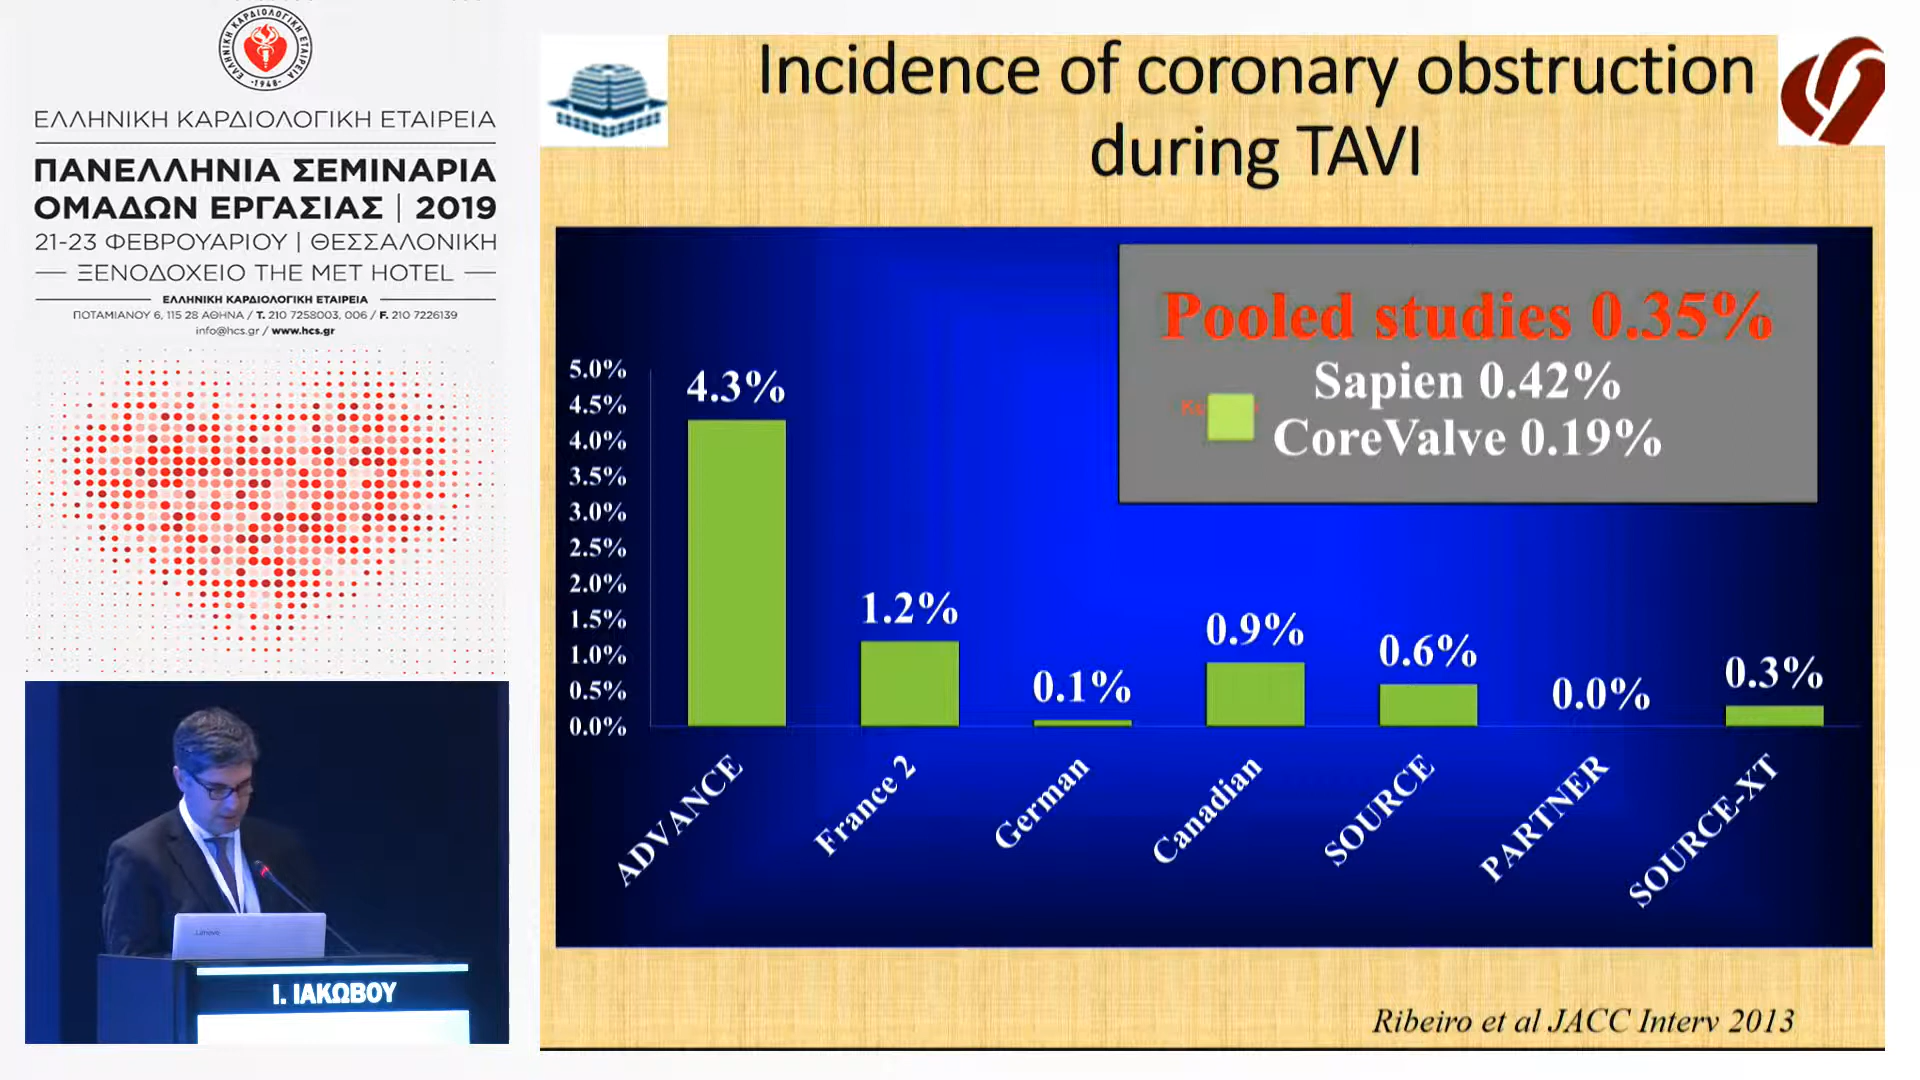 ΕΛΛΗΝΙΚΗ ΚΑΡΔΙΟΛΟΓΙΚΗ ΕΤΑΙΡΕΙΑ
·1948·
ΕΛΛΗΝΙΚΗ ΚΑΡΔΙΟΛΟΓΙΚΗ ΕΤΑΙΡΕΙΑ
ΠΑΝΕΛΛΗΝΙΑ ΣΕΜΙΝΑΡΙΑ
ΟΜΑΔΩΝ ΕΡΓΑΣΙΑΣ | 2019
21-23 ΦΕΒΡΟΥΑΡΙΟΥ | ΘΕΣΣΑΛΟΝΙΚΗ
ΞΕΝΟΔΟΧΕΙΟ THE MET HOTEL
ΕΛΛΗΝΙΚΗ ΚΑΡΔΙΟΛΟΓΙΚΗ ΕΤΑΙΡΕΙΑ
ΠΟΤΑΜΙΑΝΟΥ 6, 115 28 ΑΘΗΝΑ / T. 210 7258003, 006 / F. 210 7226139
info@hcs.gr / www.hcs.gr
Lenovo
Ι. ΙΑΚΩΒΟΥ
Incidence of coronary obstruction
during TAVI
Pooled studies 0.35%
Sapien 0.42%
CoreValve 0.19%
5.0%
4.5%
4.0%
3.5%
3.0%
2.5%
2.0%
1.5%
1.0%
0.5%
0.0%
4.3%
1.2%
0.1%
0.9%
0.6%
0.0%
0.3%
ADVANCE
France 2
German
Canadian
SOURCE
PARTNER
SOURCE-XT
Ribeiro et al JACC Interv 2013